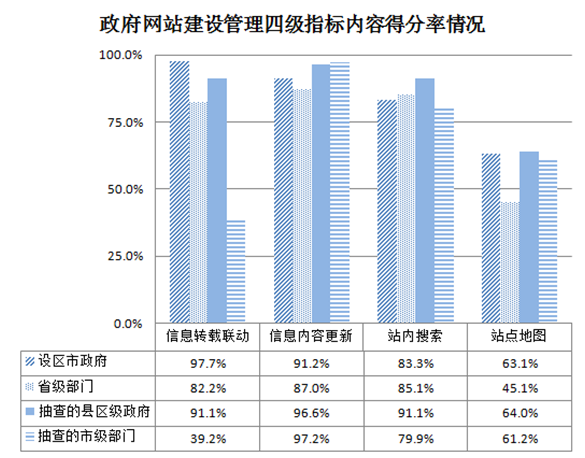 政府网站建设管理四级指标内容得分率情况
100.0%
75.0%
50.0%
25.0%
0.0%
信息转载联动 信息内容更新 站内搜索 站点地图
设区市政府 97.7% 91.2% 83.3% 63.1%
省级部门 82.2% 87.0% 85.1% 45.1%
抽查的县区级政府 91.1% 96.6% 91.1% 64.0%
抽查的市级部门 39.2% 97.2% 79.9% 61.2%